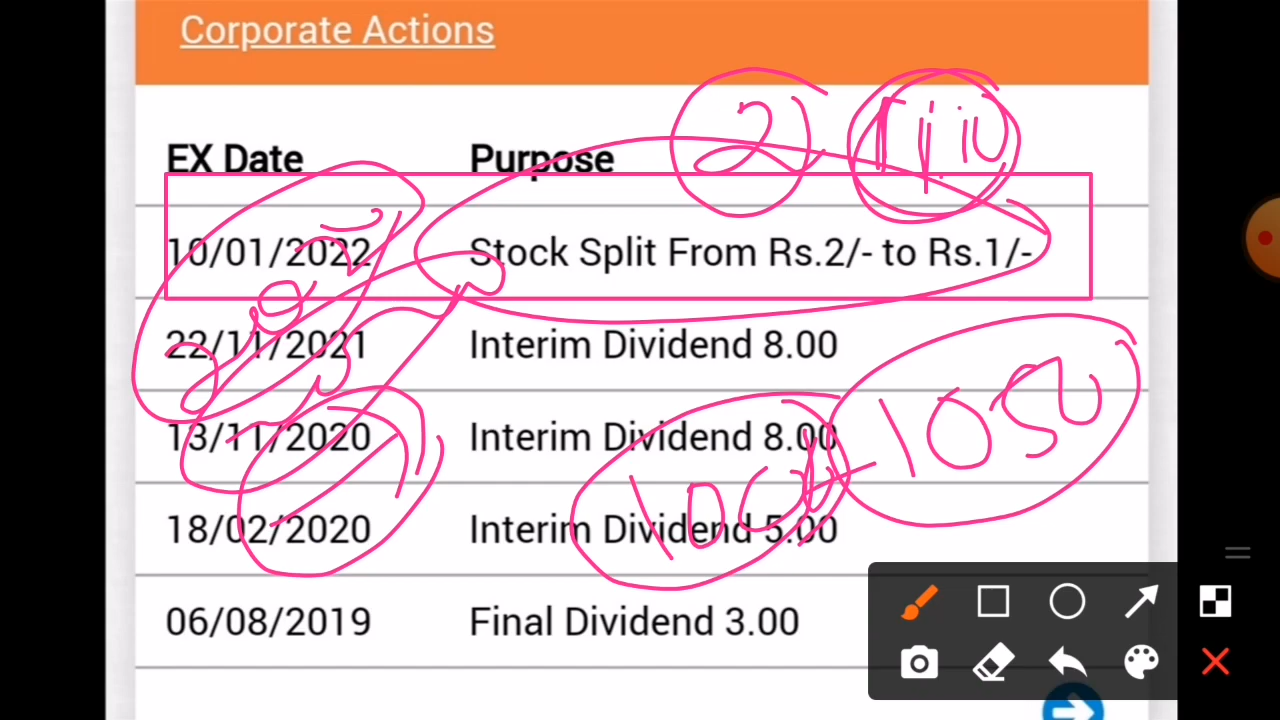 Corporate Actions
EX Date Purpose
2
10/01/2022 Stock Split From Rs.2/- to Rs.1/-
22/11/2021 Interim Dividend 8.00
13/11/2020 Interim Dividend 8.00
1050
18/02/2020 Interim Dividend 5.00
06/08/2019 Final Dividend 3.00